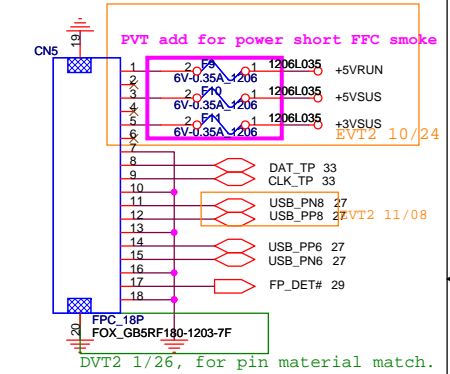 19
PVT add for power short FFC smoke
CN5
1 2 F9 1 1206L035 +5VRUN
2 6V-0.35A_1206
3 2 F10 1 1206L035 +5VSUS
4 6V-0.35A_1206
5 2 F11 1 1206L035 +3VSUS
6 6V-0.35A_1206 EVT2 10/24
7
8 DAT_TP 33
9 CLK_TP 33
10
11 USB_PN8 27
12 USB_PP8 27 EVT2 11/08
13
14 USB_PP6 27
15 USB_PN6 27
16
17 FP_DET# 29
18
20
FPC_18P
FOX_GB5RF180-1203-7F
DVT2 1/26, for pin material match.